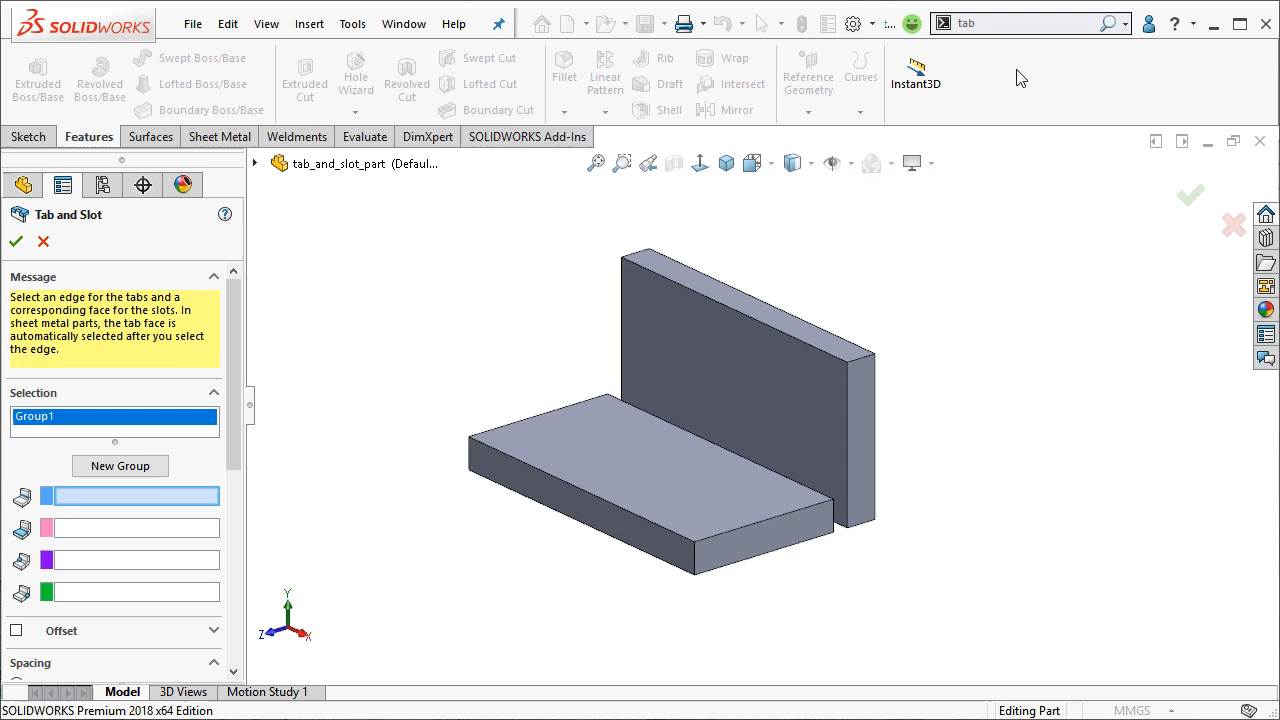 SOLIDWORKS File Edit View Insert Tools Window Help :... tab ?
Extruded Boss/Base
Revolved Boss/Base
Swept Boss/Base
Lofted Boss/Base
Boundary Boss/Base
Extruded Cut
Hole Wizard
Revolved Cut
Swept Cut
Lofted Cut
Boundary Cut
Fillet
Linear Pattern
Rib
Draft
Shell
Wrap
Intersect
Mirror
Reference Geometry
Curves
Instant3D
Sketch Features Surfaces Sheet Metal Weldments Evaluate DimXpert SOLIDWORKS Add-Ins
tab_and_slot_part (Defaul...
Tab and Slot ?
Message
Select an edge for the tabs and a
corresponding face for the slots. In
sheet metal parts, the tab face is
automatically selected after you select
the edge.
Selection
Group1
New Group
Offset
Spacing
Y
Z
X
Model 3D Views Motion Study 1
SOLIDWORKS Premium 2018 x64 Edition Editing Part MMGS